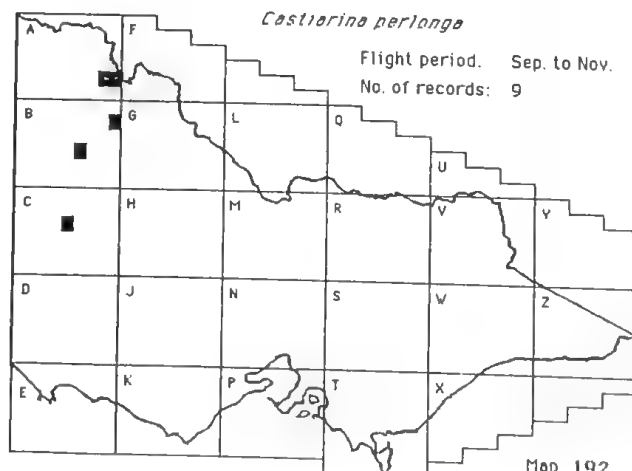 Castiarina perlonga
Flight period. Sep. to Nov.
No. of records: 9
A F
B G L Q
U
C H M R V Y
D J N S W Z
E K P T X
Map 192